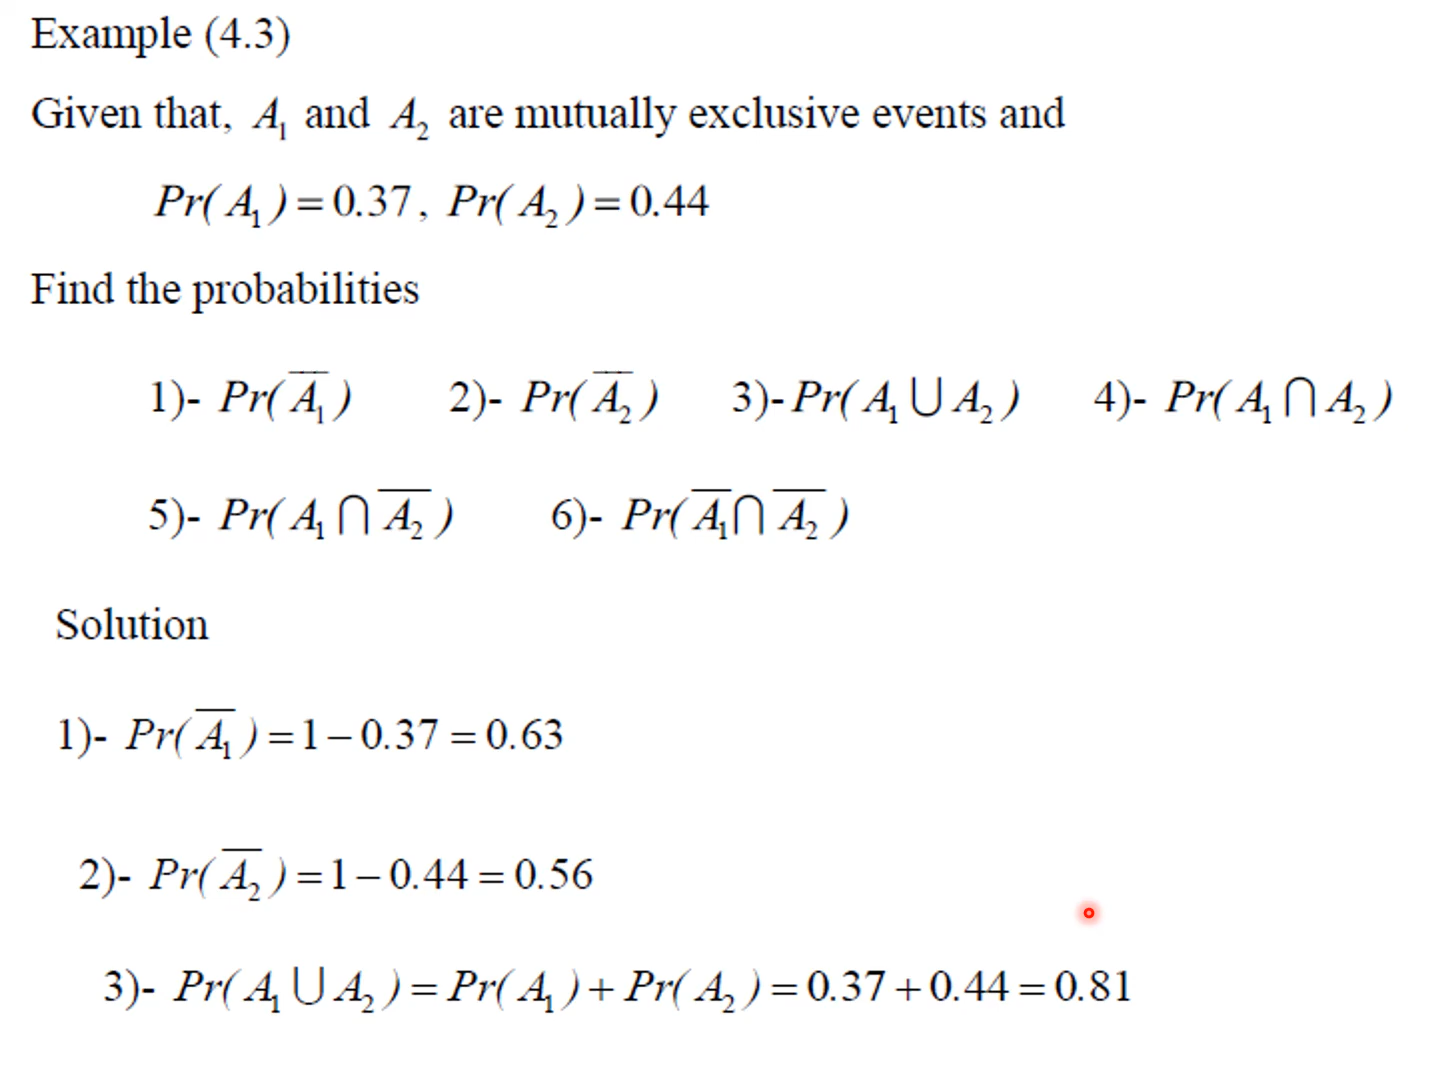 Example (4.3)
Given that, A₁ and A₂ are mutually exclusive events and
Pr( A₁ ) = 0.37 , Pr( A₂ ) = 0.44
Find the probabilities
1)- Pr( A̅₁ ) 2)- Pr( A̅₂ ) 3)- Pr( A₁ ⋃ A₂ ) 4)- Pr( A₁ ⋂ A₂ )
5)- Pr( A₁ ⋂ A̅₂ ) 6)- Pr( A̅₁ ⋂ A̅₂ )
Solution
1)- Pr( A̅₁ ) = 1 − 0.37 = 0.63
2)- Pr( A̅₂ ) = 1 − 0.44 = 0.56
3)- Pr( A₁ ⋃ A₂ ) = Pr( A₁ ) + Pr( A₂ ) = 0.37 + 0.44 = 0.81